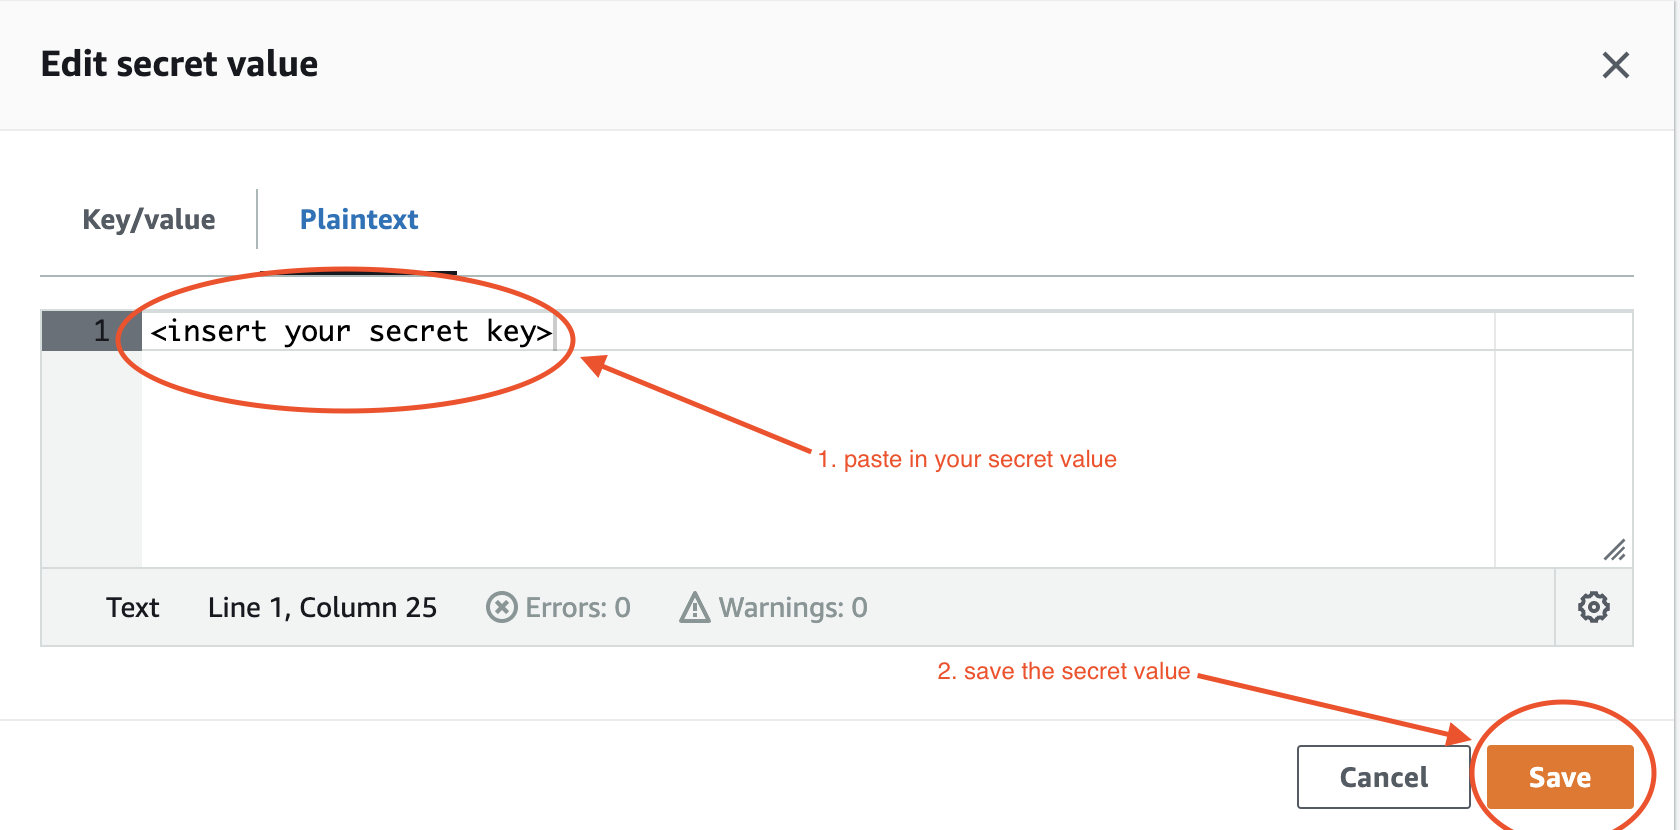 Edit secret value
Key/value
Plaintext
1 <insert your secret key>
1. paste in your secret value
Text Line 1, Column 25 Errors: 0 Warnings: 0
2. save the secret value
Cancel
Save